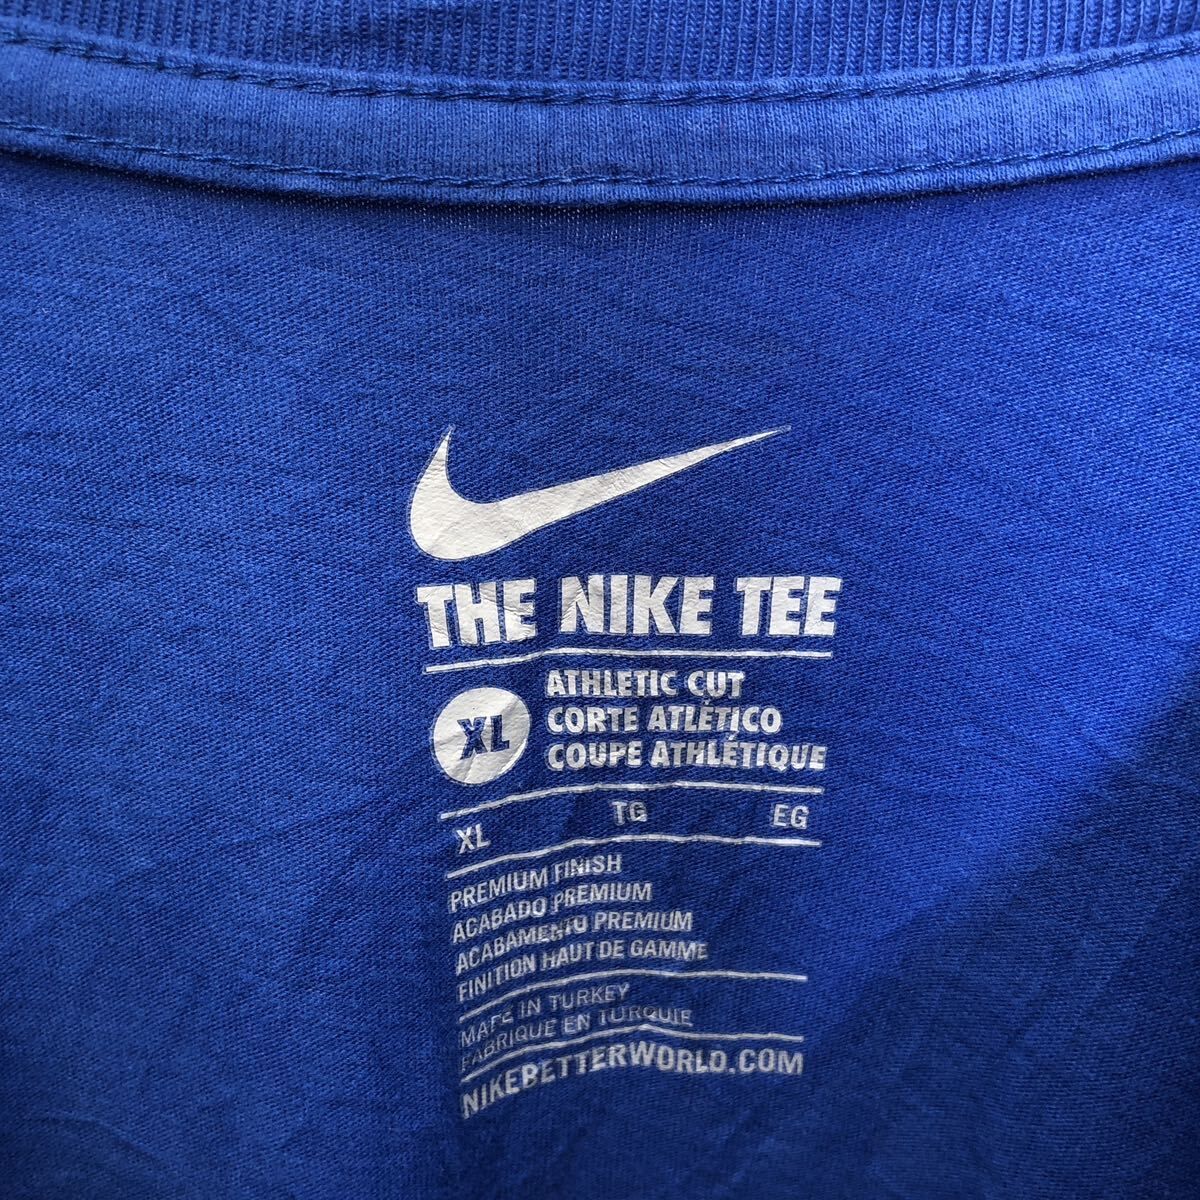 THE NIKE TEE
XL
ATHLETIC CUT
CORTE ATLÉTICO
COUPE ATHLÉTIQUE
XL TG EG
PREMIUM FINISH
ACABADO PREMIUM
ACABAMENTO PREMIUM
FINITION HAUT DE GAMME
MADE IN TURKEY
FABRIQUE EN TURQUIE
NIKEBETTERWORLD.COM